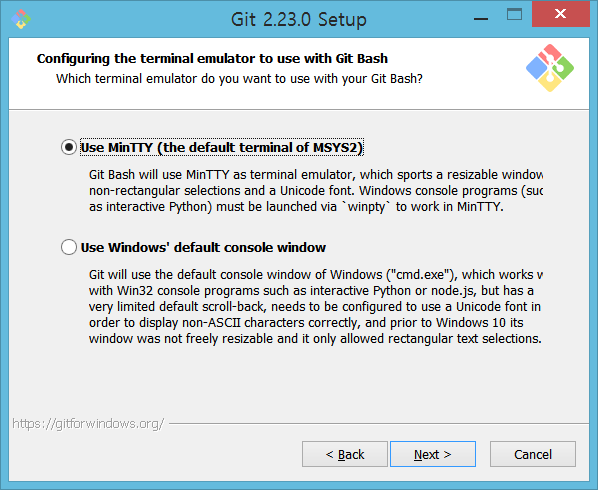 Git 2.23.0 Setup
Configuring the terminal emulator to use with Git Bash
Which terminal emulator do you want to use with your Git Bash?
Use MinTTY (the default terminal of MSYS2)
Git Bash will use MinTTY as terminal emulator, which sports a resizable window,
non-rectangular selections and a Unicode font. Windows console programs (suc
as interactive Python) must be launched via `winpty` to work in MinTTY.
Use Windows' default console window
Git will use the default console window of Windows ("cmd.exe"), which works w
with Win32 console programs such as interactive Python or node.js, but has a
very limited default scroll-back, needs to be configured to use a Unicode font in
order to display non-ASCII characters correctly, and prior to Windows 10 its
window was not freely resizable and it only allowed rectangular text selections.
https://gitforwindows.org/
< Back
Next >
Cancel